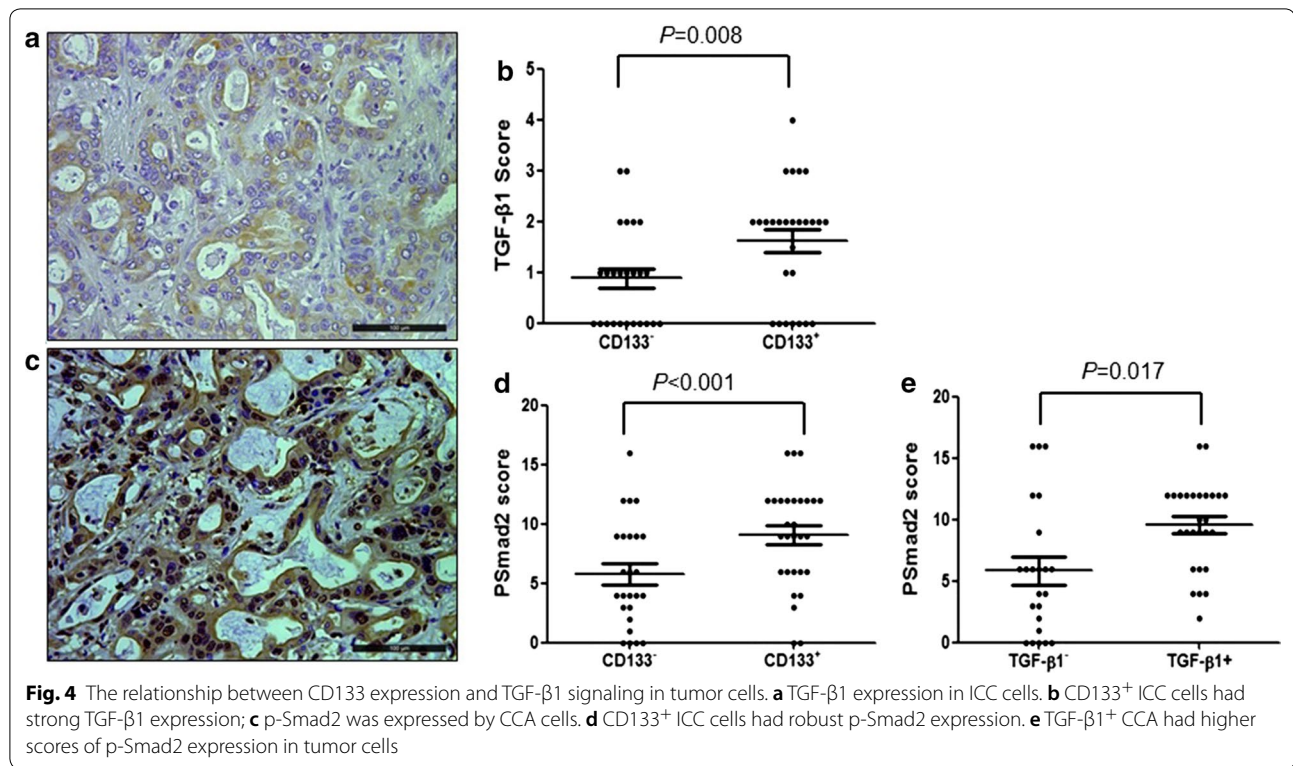 a
100 µm
b
P=0.008
TGF-β1 Score
5
4
3
2
1
0
CD133⁻
CD133⁺
c
100 µm
d
P<0.001
PSmad2 score
20
15
10
5
0
CD133⁻
CD133⁺
e
P=0.017
PSmad2 score
20
15
10
5
0
TGF-β1⁻
TGF-β1+
Fig. 4 The relationship between CD133 expression and TGF-β1 signaling in tumor cells. a TGF-β1 expression in ICC cells. b CD133⁺ ICC cells had
strong TGF-β1 expression; c p-Smad2 was expressed by CCA cells. d CD133⁺ ICC cells had robust p-Smad2 expression. e TGF-β1⁺ CCA had higher
scores of p-Smad2 expression in tumor cells